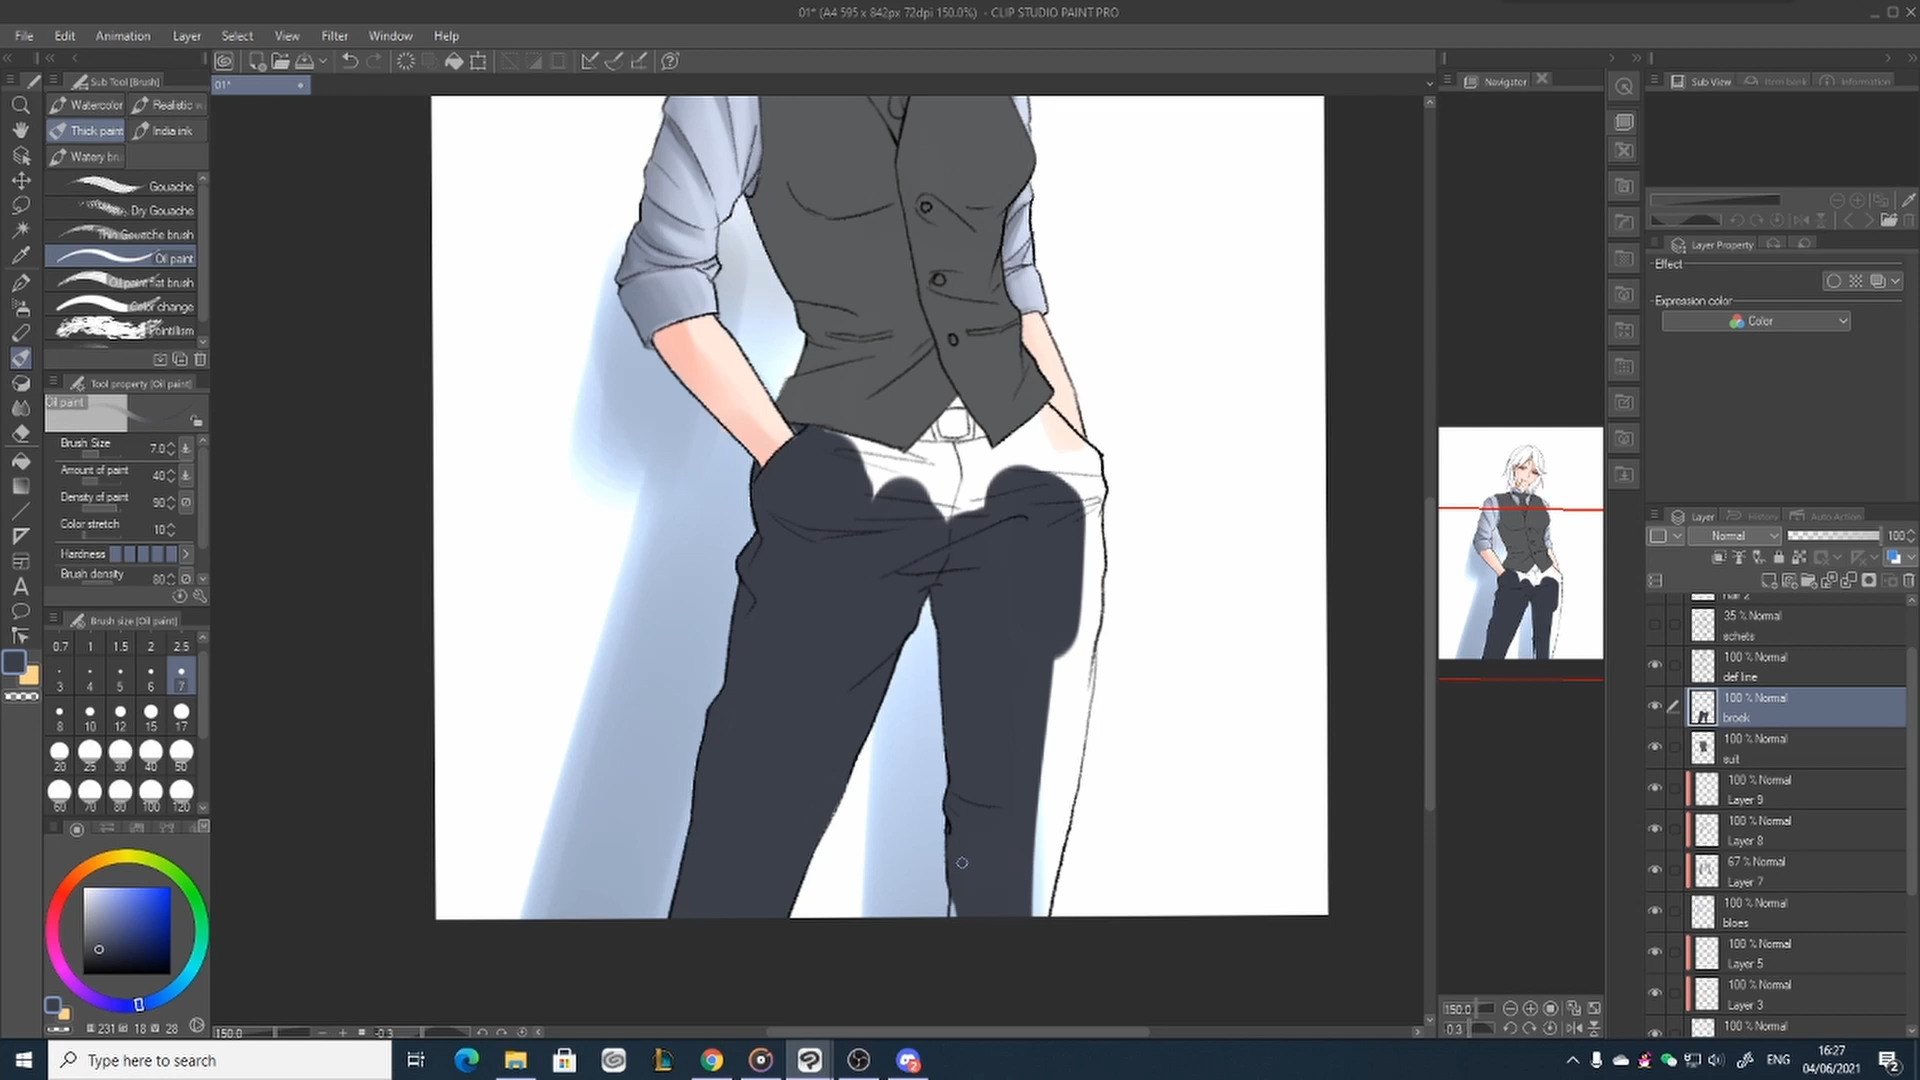 01* (A4 595 x 842px 72dpi 150.0%) - CLIP STUDIO PAINT PRO
File Edit Animation Layer Select View Filter Window Help
Sub Tool [Brush]
01*
Navigator
Sub View Item bank Information
Watercolor Realistic w
Thick paint India ink
Watery br.
Gouache
Dry Gouache
Thin Gouache brush
Oil paint
Oil paint flat brush
Color change
Pointillism
Tool property [Oil paint]
Oil paint
Brush Size 7.0
Amount of paint 40
Density of paint 90
Color stretch 10
Hardness
Brush density 80
Brush size [Oil paint]
0.7 1 1.5 2 2.5
3 4 5 6 7
8 10 12 15 17
20 25 30 40 50
60 70 80 100 120
231 18 28
150.0 -0.3
Layer Property
Effect
Expression color
Color
Layer History Auto Action
Normal 100
hair 2
35 % Normal
schets
100 % Normal
def line
100 % Normal
broek
100 % Normal
suit
100 % Normal
Layer 9
100 % Normal
Layer 8
67 % Normal
Layer 7
100 % Normal
bloes
100 % Normal
Layer 5
100 % Normal
Layer 3
100 % Normal
150.0
-0.3
Type here to search
2
ENG
16:27
04/06/2021
2